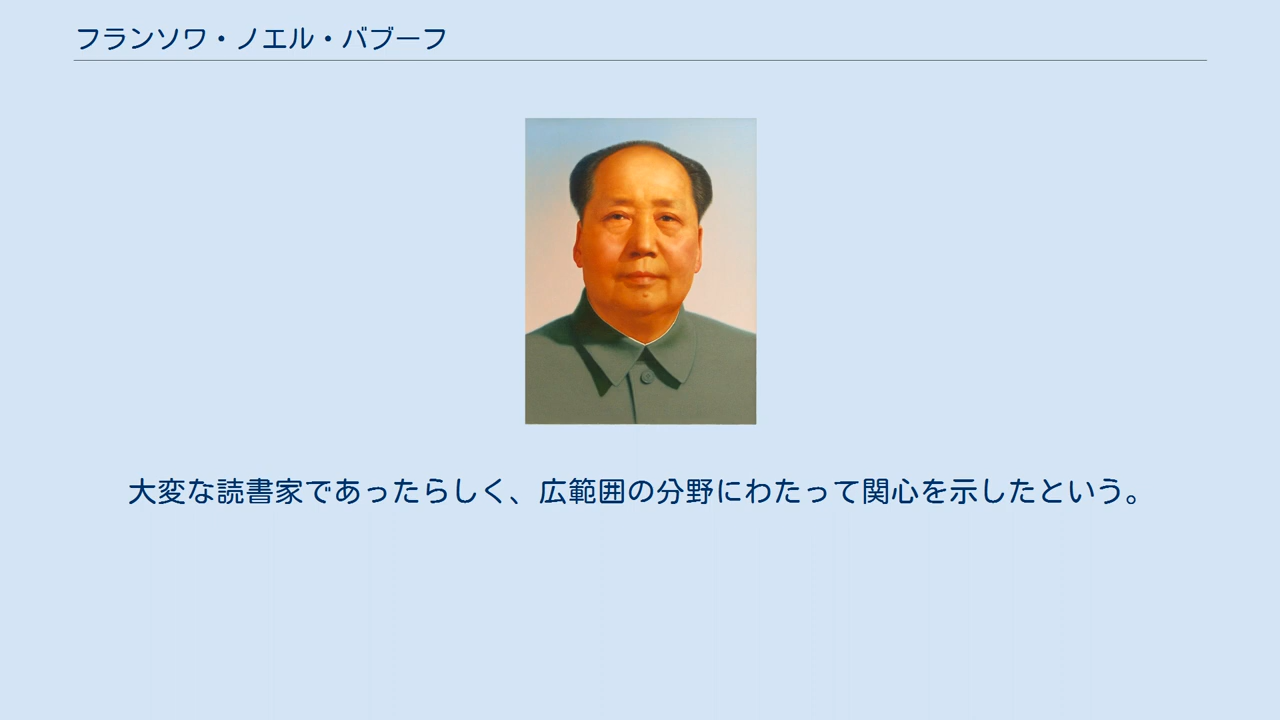 フランソワ・ノエル・バブーフ
大変な読書家であったらしく、広範囲の分野にわたって関心を示したという。